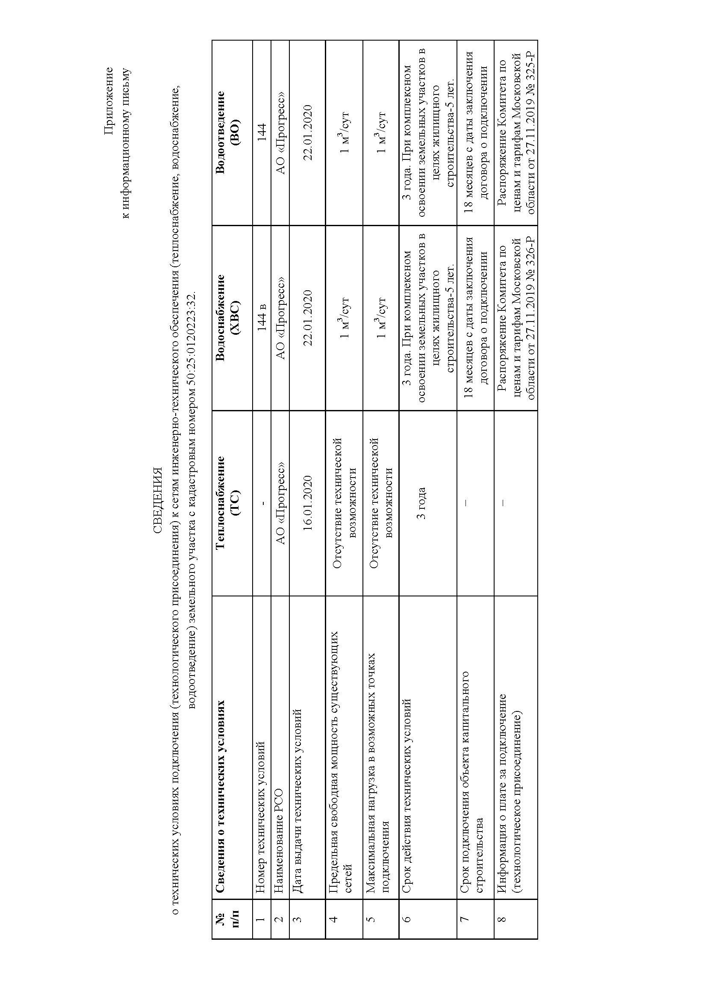 Приложение
к информационному письму
СВЕДЕНИЯ
о технических условиях подключения (технологического присоединения) к сетям инженерно-технического обеспечения (теплоснабжение, водоснабжение,
водоотведение) земельного участка с кадастровым номером 50:25:0120223:32.
№
п/п
Сведения о технических условиях
Теплоснабжение
(ТС)
Водоснабжение
(ХВС)
Водоотведение
(ВО)
1
Номер технических условий
-
144 в
144
2
Наименование РСО
АО «Прогресс»
АО «Прогресс»
АО «Прогресс»
3
Дата выдачи технических условий
16.01.2020
22.01.2020
22.01.2020
4
Предельная свободная мощность существующих
сетей
Отсутствие технической
возможности
1 м³/сут
1 м³/сут
5
Максимальная нагрузка в возможных точках
подключения
Отсутствие технической
возможности
1 м³/сут
1 м³/сут
6
Срок действия технических условий
3 года
3 года. При комплексном
освоении земельных участков в
целях жилищного
строительства-5 лет.
3 года. При комплексном
освоении земельных участков в
целях жилищного
строительства-5 лет.
7
Срок подключения объекта капитального
строительства
–
18 месяцев с даты заключения
договора о подключении
18 месяцев с даты заключения
договора о подключении
8
Информация о плате за подключение
(технологическое присоединение)
–
Распоряжение Комитета по
ценам и тарифам Московской
области от 27.11.2019 № 326-Р
Распоряжение Комитета по
ценам и тарифам Московской
области от 27.11.2019 № 325-Р